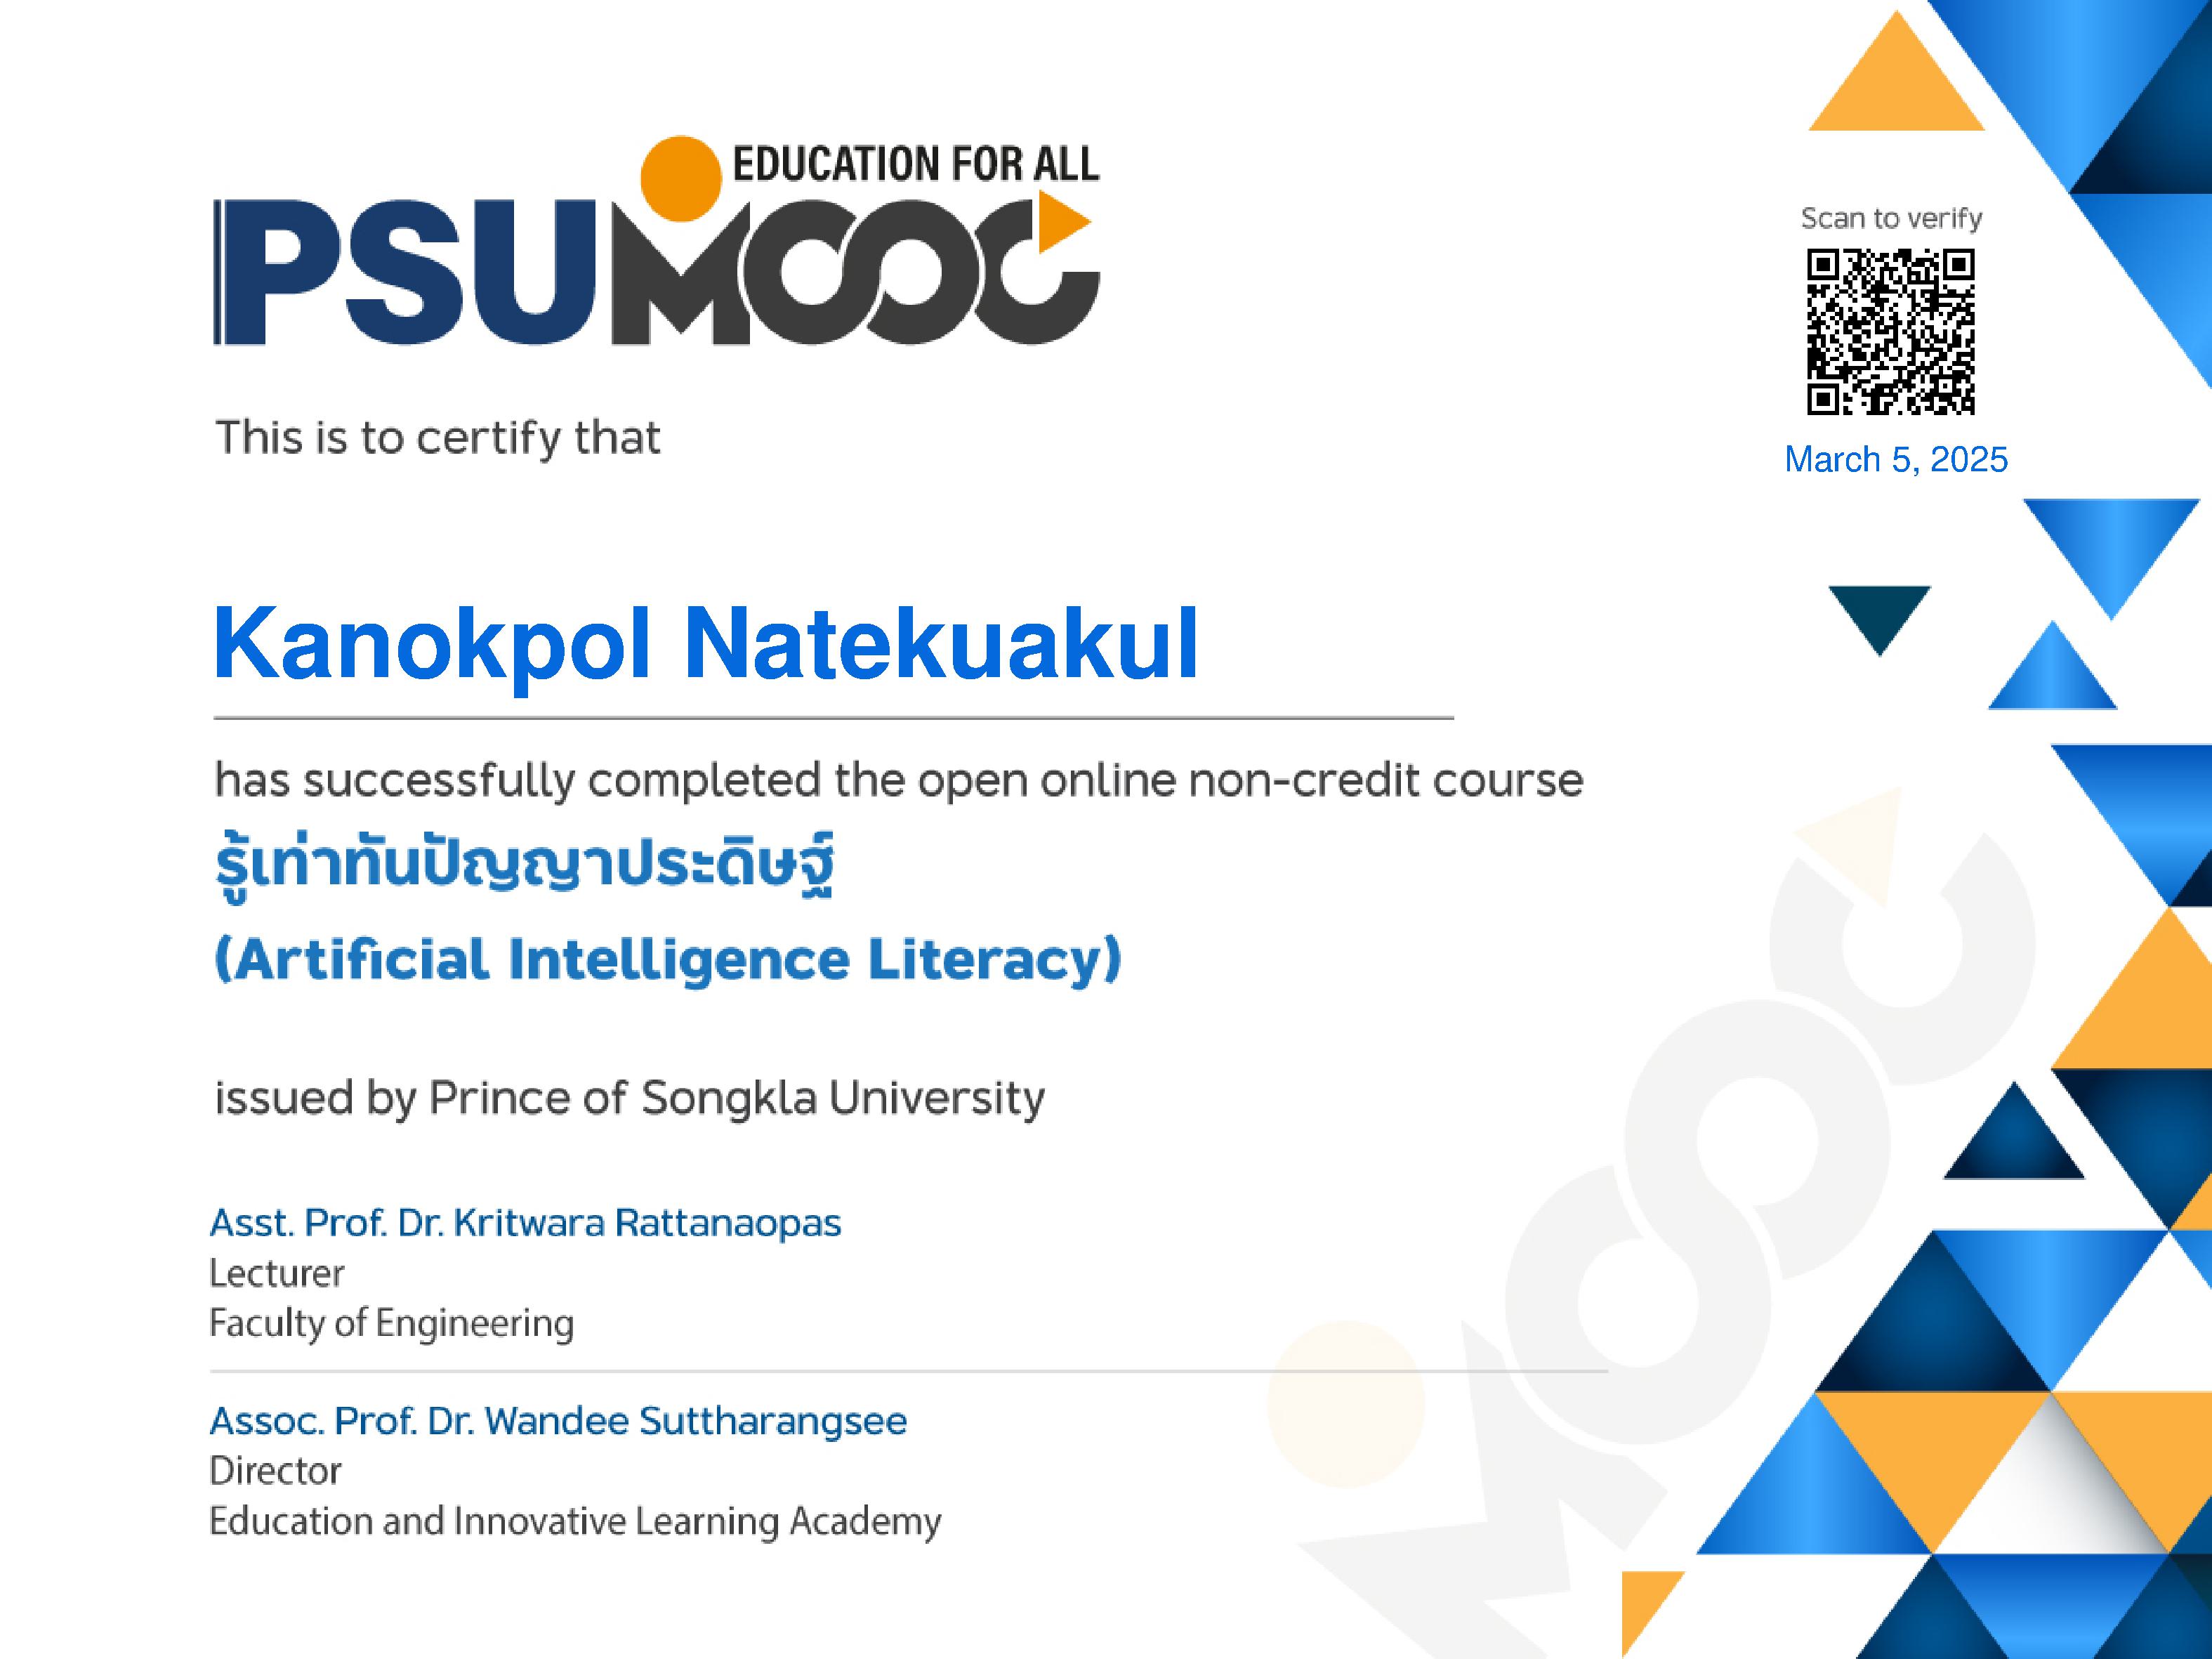 EDUCATION FOR ALL
PSUMOOC
Scan to verify
March 5, 2025
This is to certify that
Kanokpol Natekuakul
has successfully completed the open online non-credit course
รู้เท่าทันปัญญาประดิษฐ์
(Artificial Intelligence Literacy)
issued by Prince of Songkla University
Asst. Prof. Dr. Kritwara Rattanaopas
Lecturer
Faculty of Engineering
Assoc. Prof. Dr. Wandee Suttharangsee
Director
Education and Innovative Learning Academy
MOOC